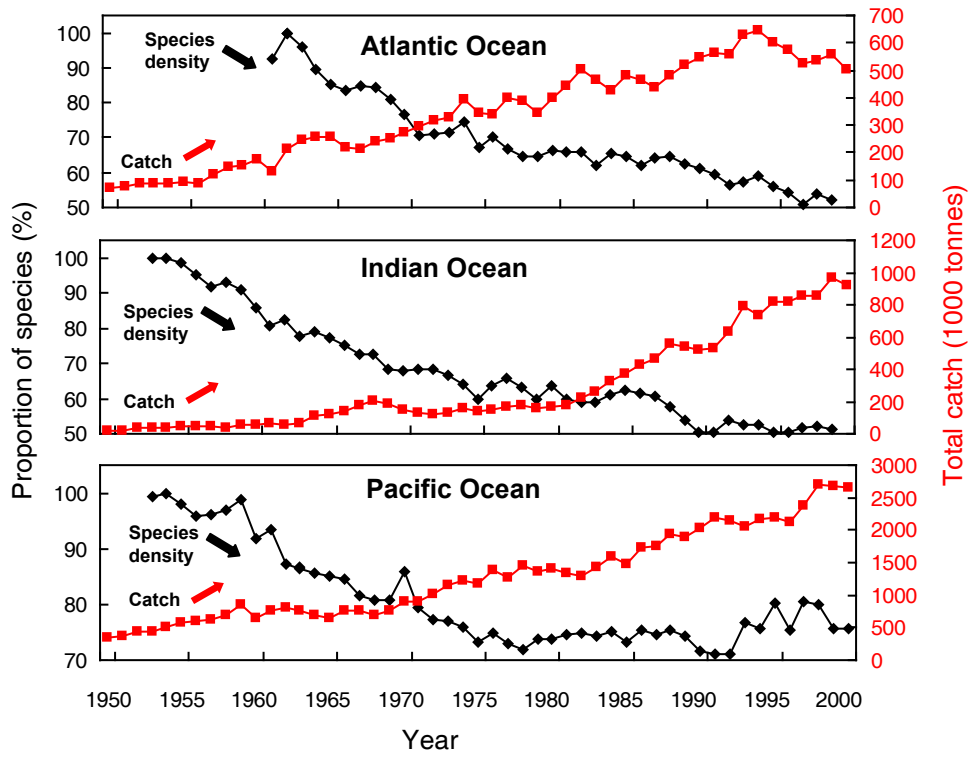 Proportion of species (%)
Total catch (1000 tonnes)
Atlantic Ocean
Species
density
Catch
100
90
80
70
60
50
700
600
500
400
300
200
100
0
Indian Ocean
Species
density
Catch
100
90
80
70
60
50
1200
1000
800
600
400
200
0
Pacific Ocean
Species
density
Catch
100
90
80
70
3000
2500
2000
1500
1000
500
0
1950 1955 1960 1965 1970 1975 1980 1985 1990 1995 2000
Year